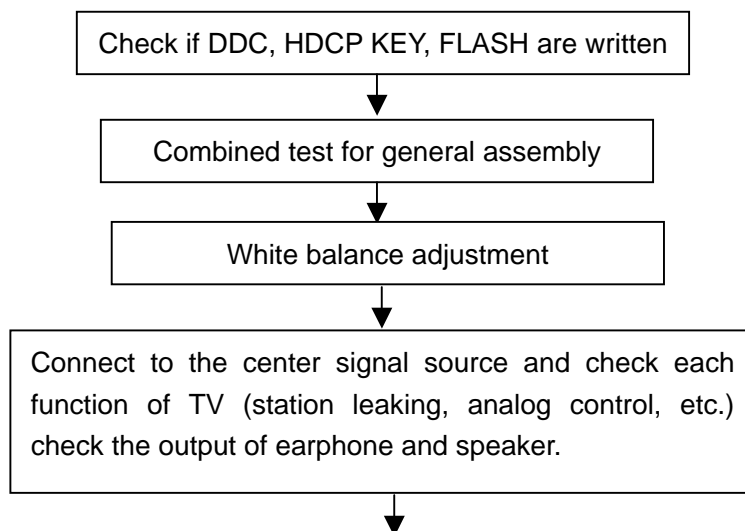 Check if DDC, HDCP KEY, FLASH are written
Combined test for general assembly
White balance adjustment
Connect to the center signal source and check each
function of TV (station leaking, analog control, etc.)
check the output of earphone and speaker.